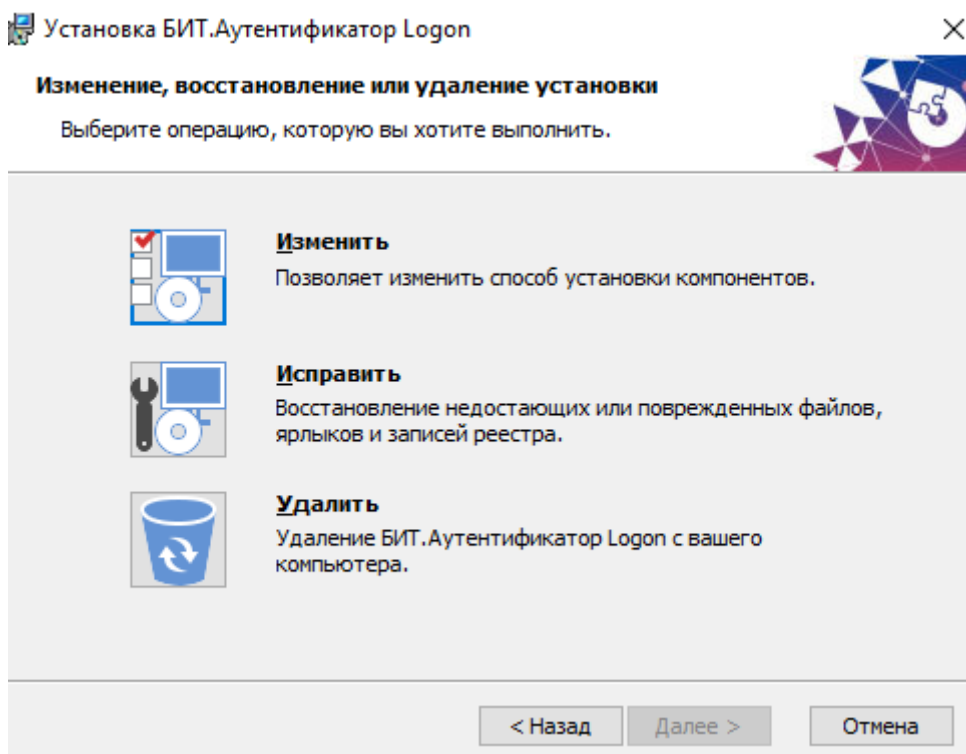 Установка БИТ.Аутентификатор Logon
Изменение, восстановление или удаление установки
Выберите операцию, которую вы хотите выполнить.
Изменить
Позволяет изменить способ установки компонентов.
Исправить
Восстановление недостающих или поврежденных файлов,
ярлыков и записей реестра.
Удалить
Удаление БИТ.Аутентификатор Logon с вашего
компьютера.
< Назад
Далее >
Отмена